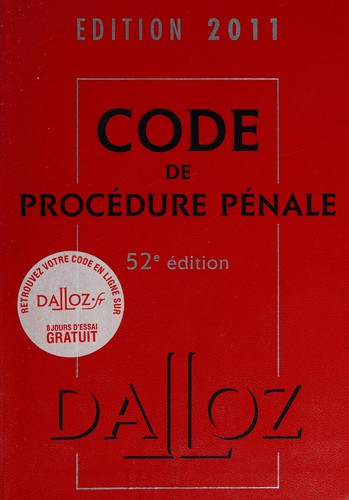 EDITION 2011
CODE
DE
PROCÉDURE PÉNALE
52e édition
RETROUVEZ VOTRE CODE EN LIGNE SUR
DALLOZ.fr
8 JOURS D'ESSAI
GRATUIT
DALLOZ